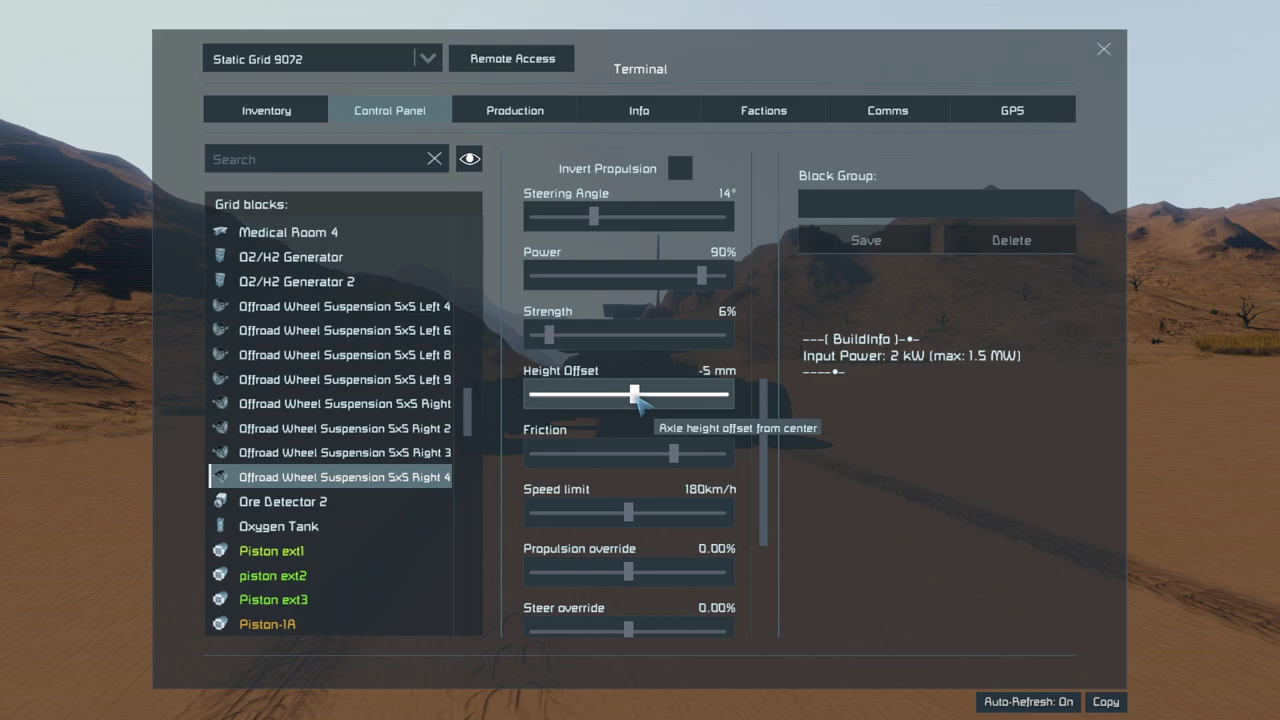 Static Grid 9072
Remote Access
Terminal
Inventory
Control Panel
Production
Info
Factions
Comms
GPS
Search
Grid blocks:
Medical Room 4
O2/H2 Generator
O2/H2 Generator 2
Offroad Wheel Suspension 5x5 Left 4
Offroad Wheel Suspension 5x5 Left 6
Offroad Wheel Suspension 5x5 Left 8
Offroad Wheel Suspension 5x5 Left 9
Offroad Wheel Suspension 5x5 Right
Offroad Wheel Suspension 5x5 Right 2
Offroad Wheel Suspension 5x5 Right 3
Offroad Wheel Suspension 5x5 Right 4
Ore Detector 2
Oxygen Tank
Piston ext1
piston ext2
Piston ext3
Piston-1A
Invert Propulsion
Steering Angle 14°
Power 90%
Strength 6%
Height Offset -5 mm
Axle height offset from center
Friction
Speed limit 180km/h
Propulsion override 0.00%
Steer override 0.00%
Block Group:
Save
Delete
---( BuildInfo )-•-
Input Power: 2 kW (max: 1.5 MW)
----•-
Auto-Refresh: On
Copy